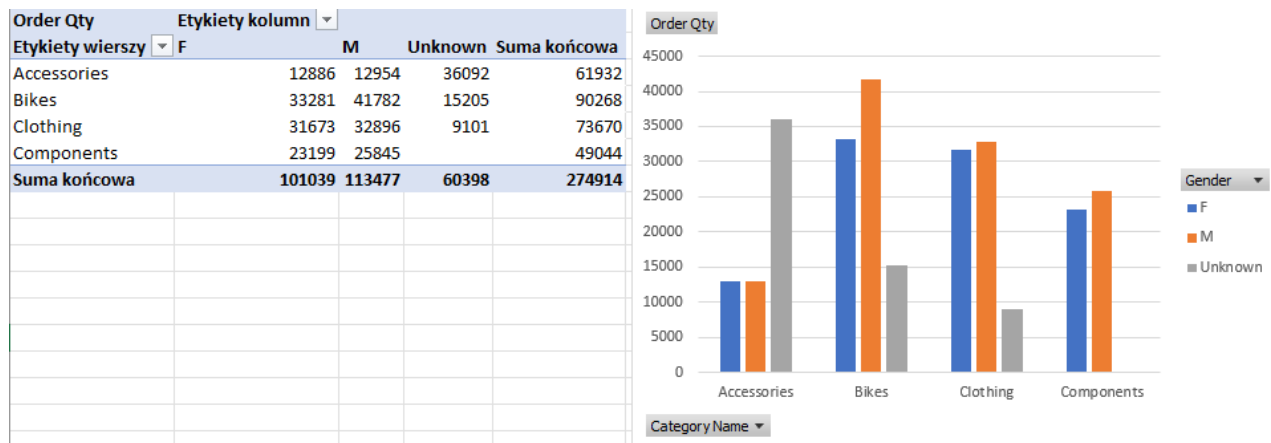 Order Qty Etykiety kolumn
Etykiety wierszy F M Unknown Suma końcowa
Accessories 12886 12954 36092 61932
Bikes 33281 41782 15205 90268
Clothing 31673 32896 9101 73670
Components 23199 25845 49044
Suma końcowa 101039 113477 60398 274914
Order Qty
45000
40000
35000
30000
25000
20000
15000
10000
5000
0
Accessories Bikes Clothing Components
Category Name
Gender
F
M
Unknown